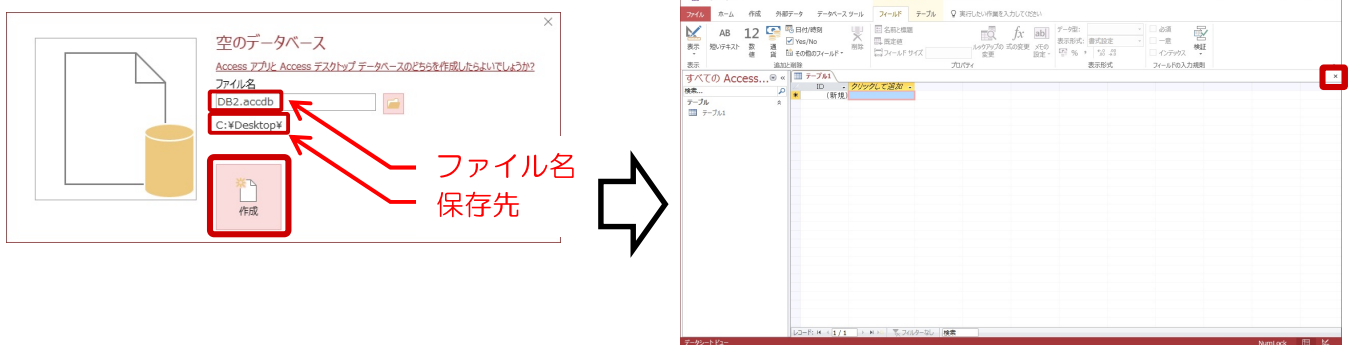 空のデータベース
Access アプリと Access デスクトップ データベースのどちらを作成したらよいでしょうか?
ファイル名
DB2.accdb
C:¥Desktop¥
作成
ファイル名
保存先
ファイル ホーム 作成 外部データ データベース ツール フィールド テーブル 実行したい作業を入力してください
表示 AB 短いテキスト 12 数値 通貨 日付/時刻 Yes/No その他のフィールド 削除 名前と標題 既定値 フィールド サイズ ルックアップの変更 fx 式の変更 ab メモの設定 データ型: 表示形式: 書式設定 % 必須 一意 インデックス 検証
表示 追加と削除 プロパティ 表示形式 フィールドの入力規則
すべての Access... «
検索...
テーブル
テーブル1
テーブル1
ID クリックして追加
* (新規)
レコード: 1 / 1 フィルターなし 検索
データシート ビュー NumLock